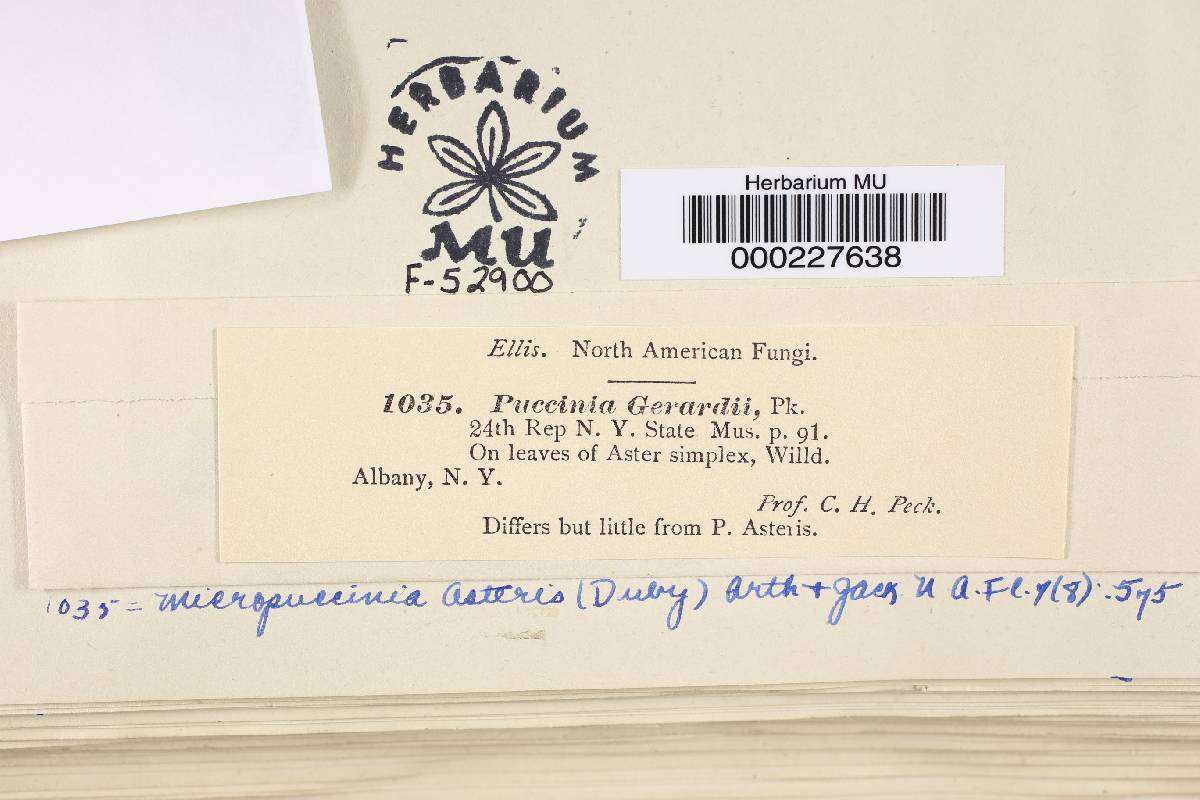 HERBARIUM
MU
F-52900
Herbarium MU
000227638
Ellis. North American Fungi.
1035. Puccinia Gerardii, Pk.
24th Rep N. Y. State Mus. p. 91.
On leaves of Aster simplex, Willd.
Albany, N. Y.
Prof. C. H. Peck.
Differs but little from P. Asteris.
1035 = Micropuccinia Asteris (Duby) Arth + Jack N A. Fl. 7(8): 575